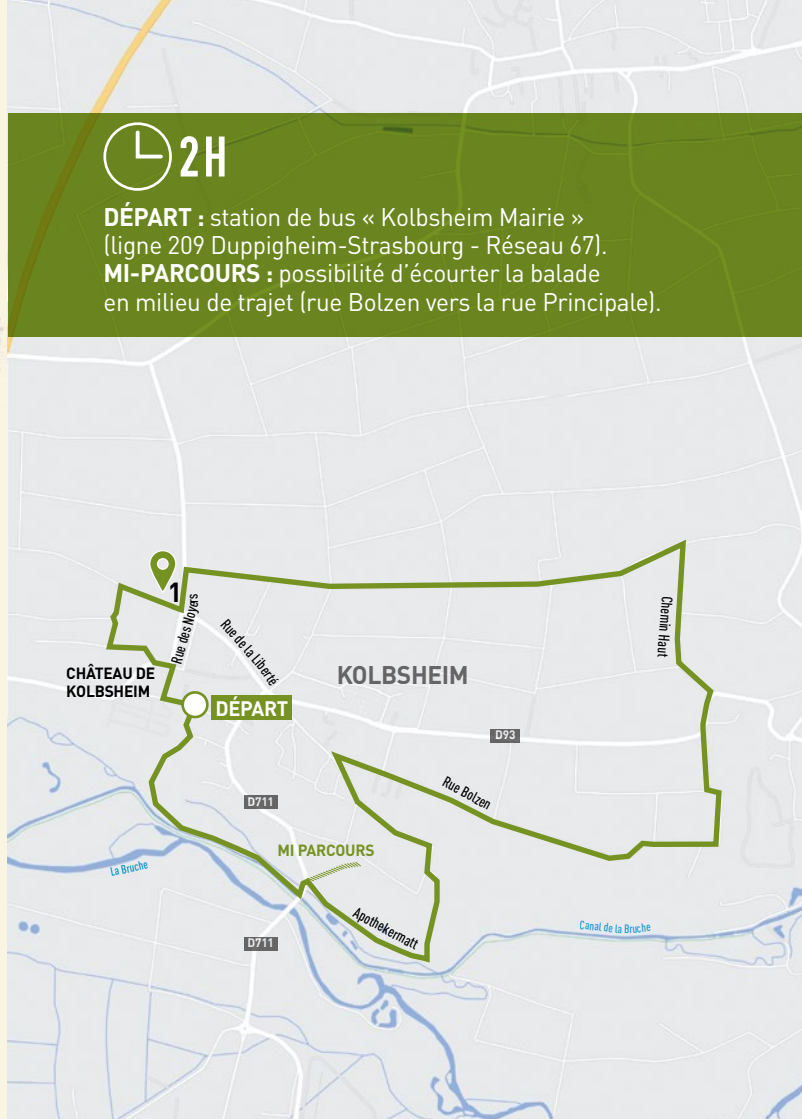 2H
DÉPART : station de bus « Kolbsheim Mairie »
(ligne 209 Duppigheim-Strasbourg - Réseau 67).
MI-PARCOURS : possibilité d'écourter la balade
en milieu de trajet (rue Bolzen vers la rue Principale).
1
Rue des Noyers
Rue de la Liberté
Chemin Haut
CHÂTEAU DE
KOLBSHEIM
KOLBSHEIM
DÉPART
D93
Rue Bolzen
D711
MI PARCOURS
La Bruche
Apothekermatt
Canal de la Bruche
D711